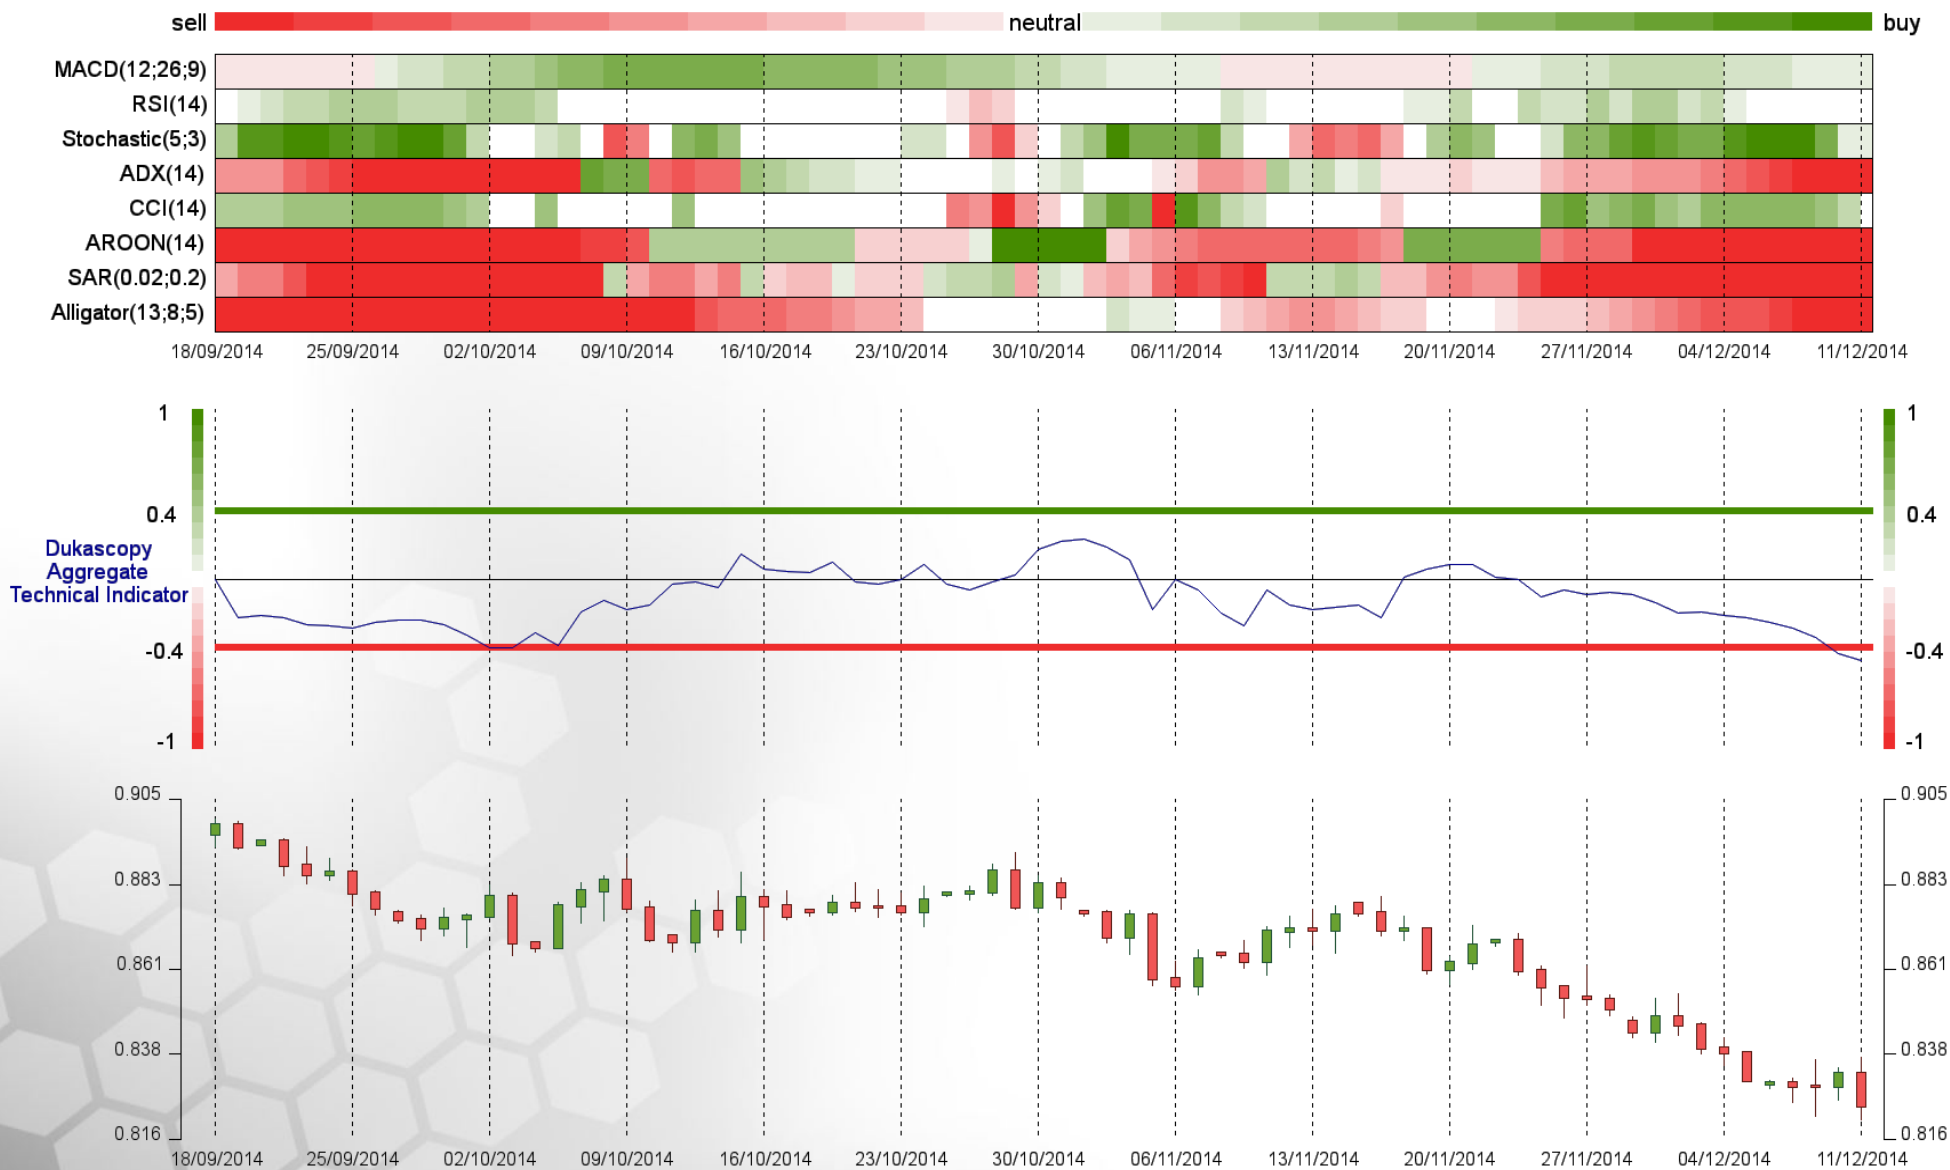 sell neutral buy
MACD(12;26;9)
RSI(14)
Stochastic(5;3)
ADX(14)
CCI(14)
AROON(14)
SAR(0.02;0.2)
Alligator(13;8;5)
18/09/2014 25/09/2014 02/10/2014 09/10/2014 16/10/2014 23/10/2014 30/10/2014 06/11/2014 13/11/2014 20/11/2014 27/11/2014 04/12/2014 11/12/2014
1 1
0.4 0.4
Dukascopy
Aggregate
Technical Indicator
-0.4 -0.4
-1 -1
0.905 0.905
0.883 0.883
0.861 0.861
0.838 0.838
0.816 0.816
18/09/2014 25/09/2014 02/10/2014 09/10/2014 16/10/2014 23/10/2014 30/10/2014 06/11/2014 13/11/2014 20/11/2014 27/11/2014 04/12/2014 11/12/2014